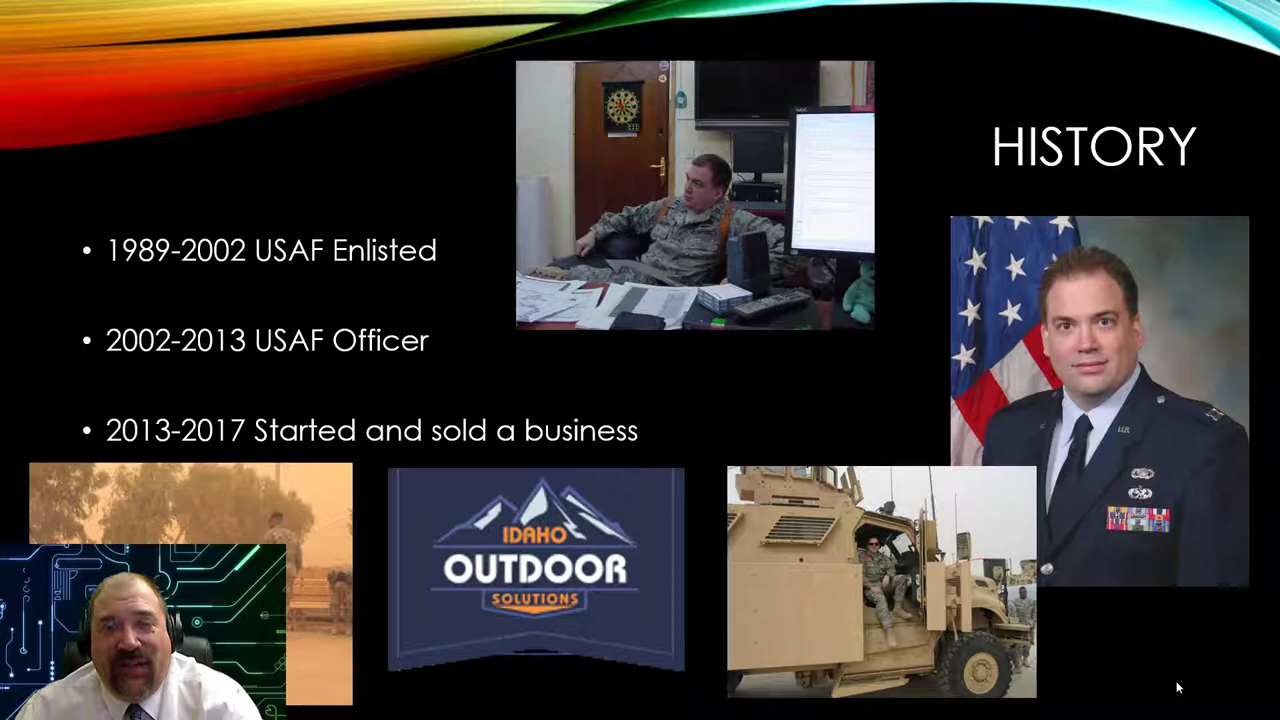 HISTORY
• 1989-2002 USAF Enlisted
• 2002-2013 USAF Officer
• 2013-2017 Started and sold a business
IDAHO
OUTDOOR
SOLUTIONS